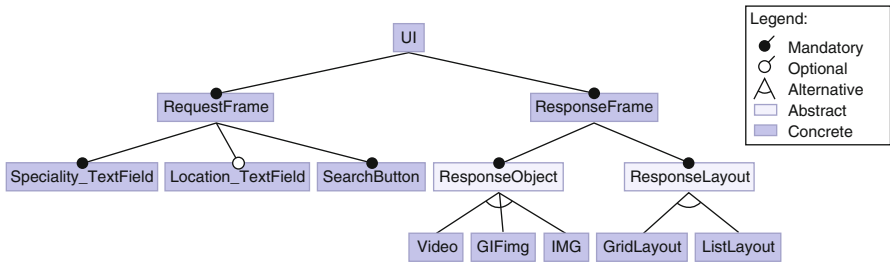 UI
RequestFrame
ResponseFrame
Speciality_TextField
Location_TextField
SearchButton
ResponseObject
ResponseLayout
Video
GIFimg
IMG
GridLayout
ListLayout
Legend:
Mandatory
Optional
Alternative
Abstract
Concrete